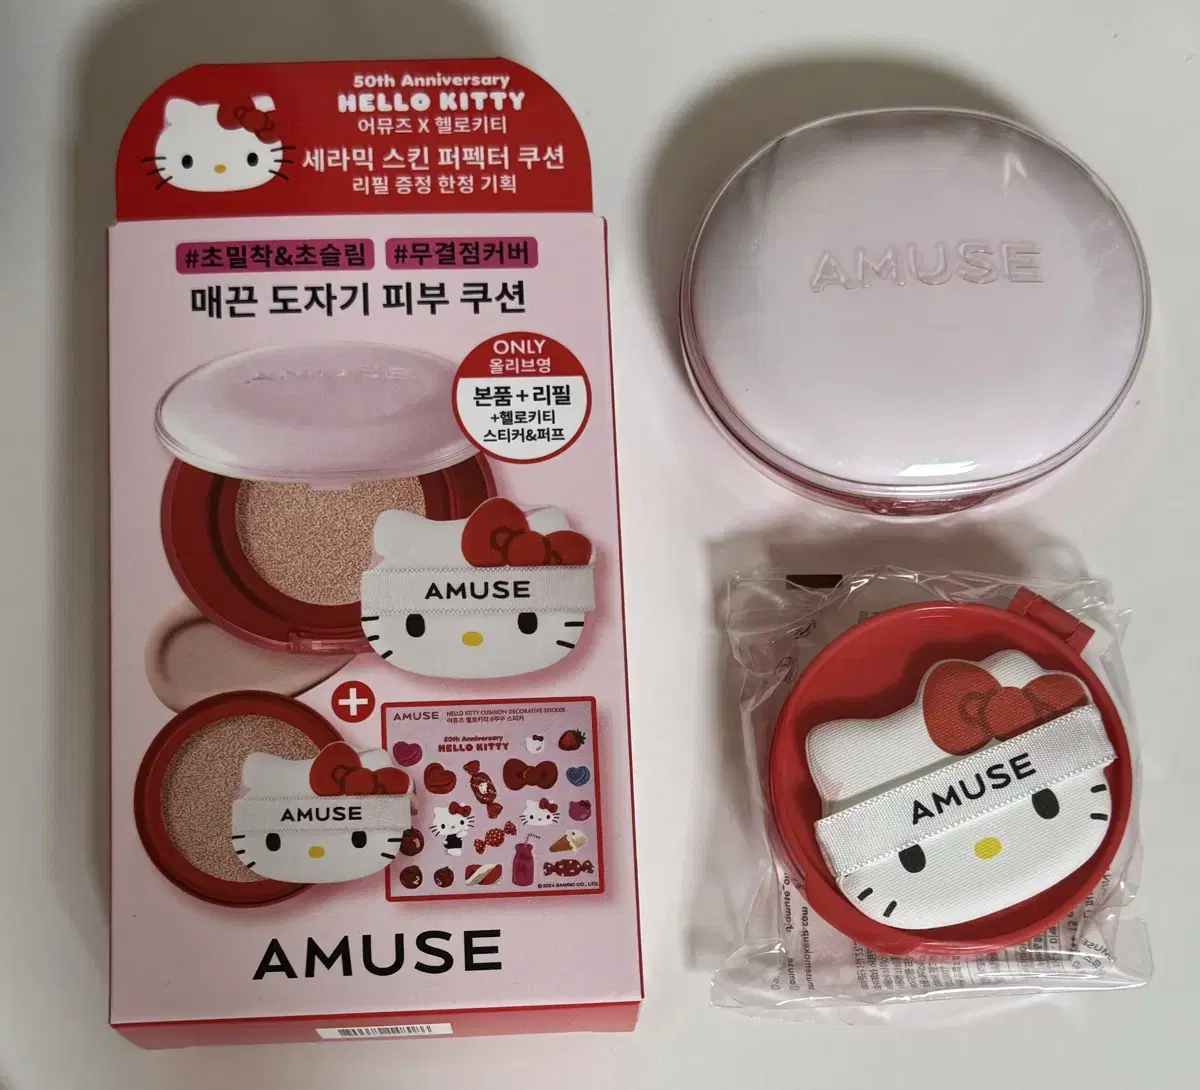 50th Anniversary
HELLO KITTY
어뮤즈 X 헬로키티
세라믹 스킨 퍼펙터 쿠션
리필 증정 한정 기획
#초밀착&초슬림 #무결점커버
매끈 도자기 피부 쿠션
ONLY
올리브영
본품+리필
+헬로키티
스티커&퍼프
AMUSE
AMUSE
AMUSE
AMUSE HELLO KITTY CUSHION DECORATIVE STICKER
어뮤즈 헬로키티 #꾸꾸 스티커
50th Anniversary
HELLO KITTY
©2024 SANRIO CO., LTD.
AMUSE
AMUSE
AMUSE